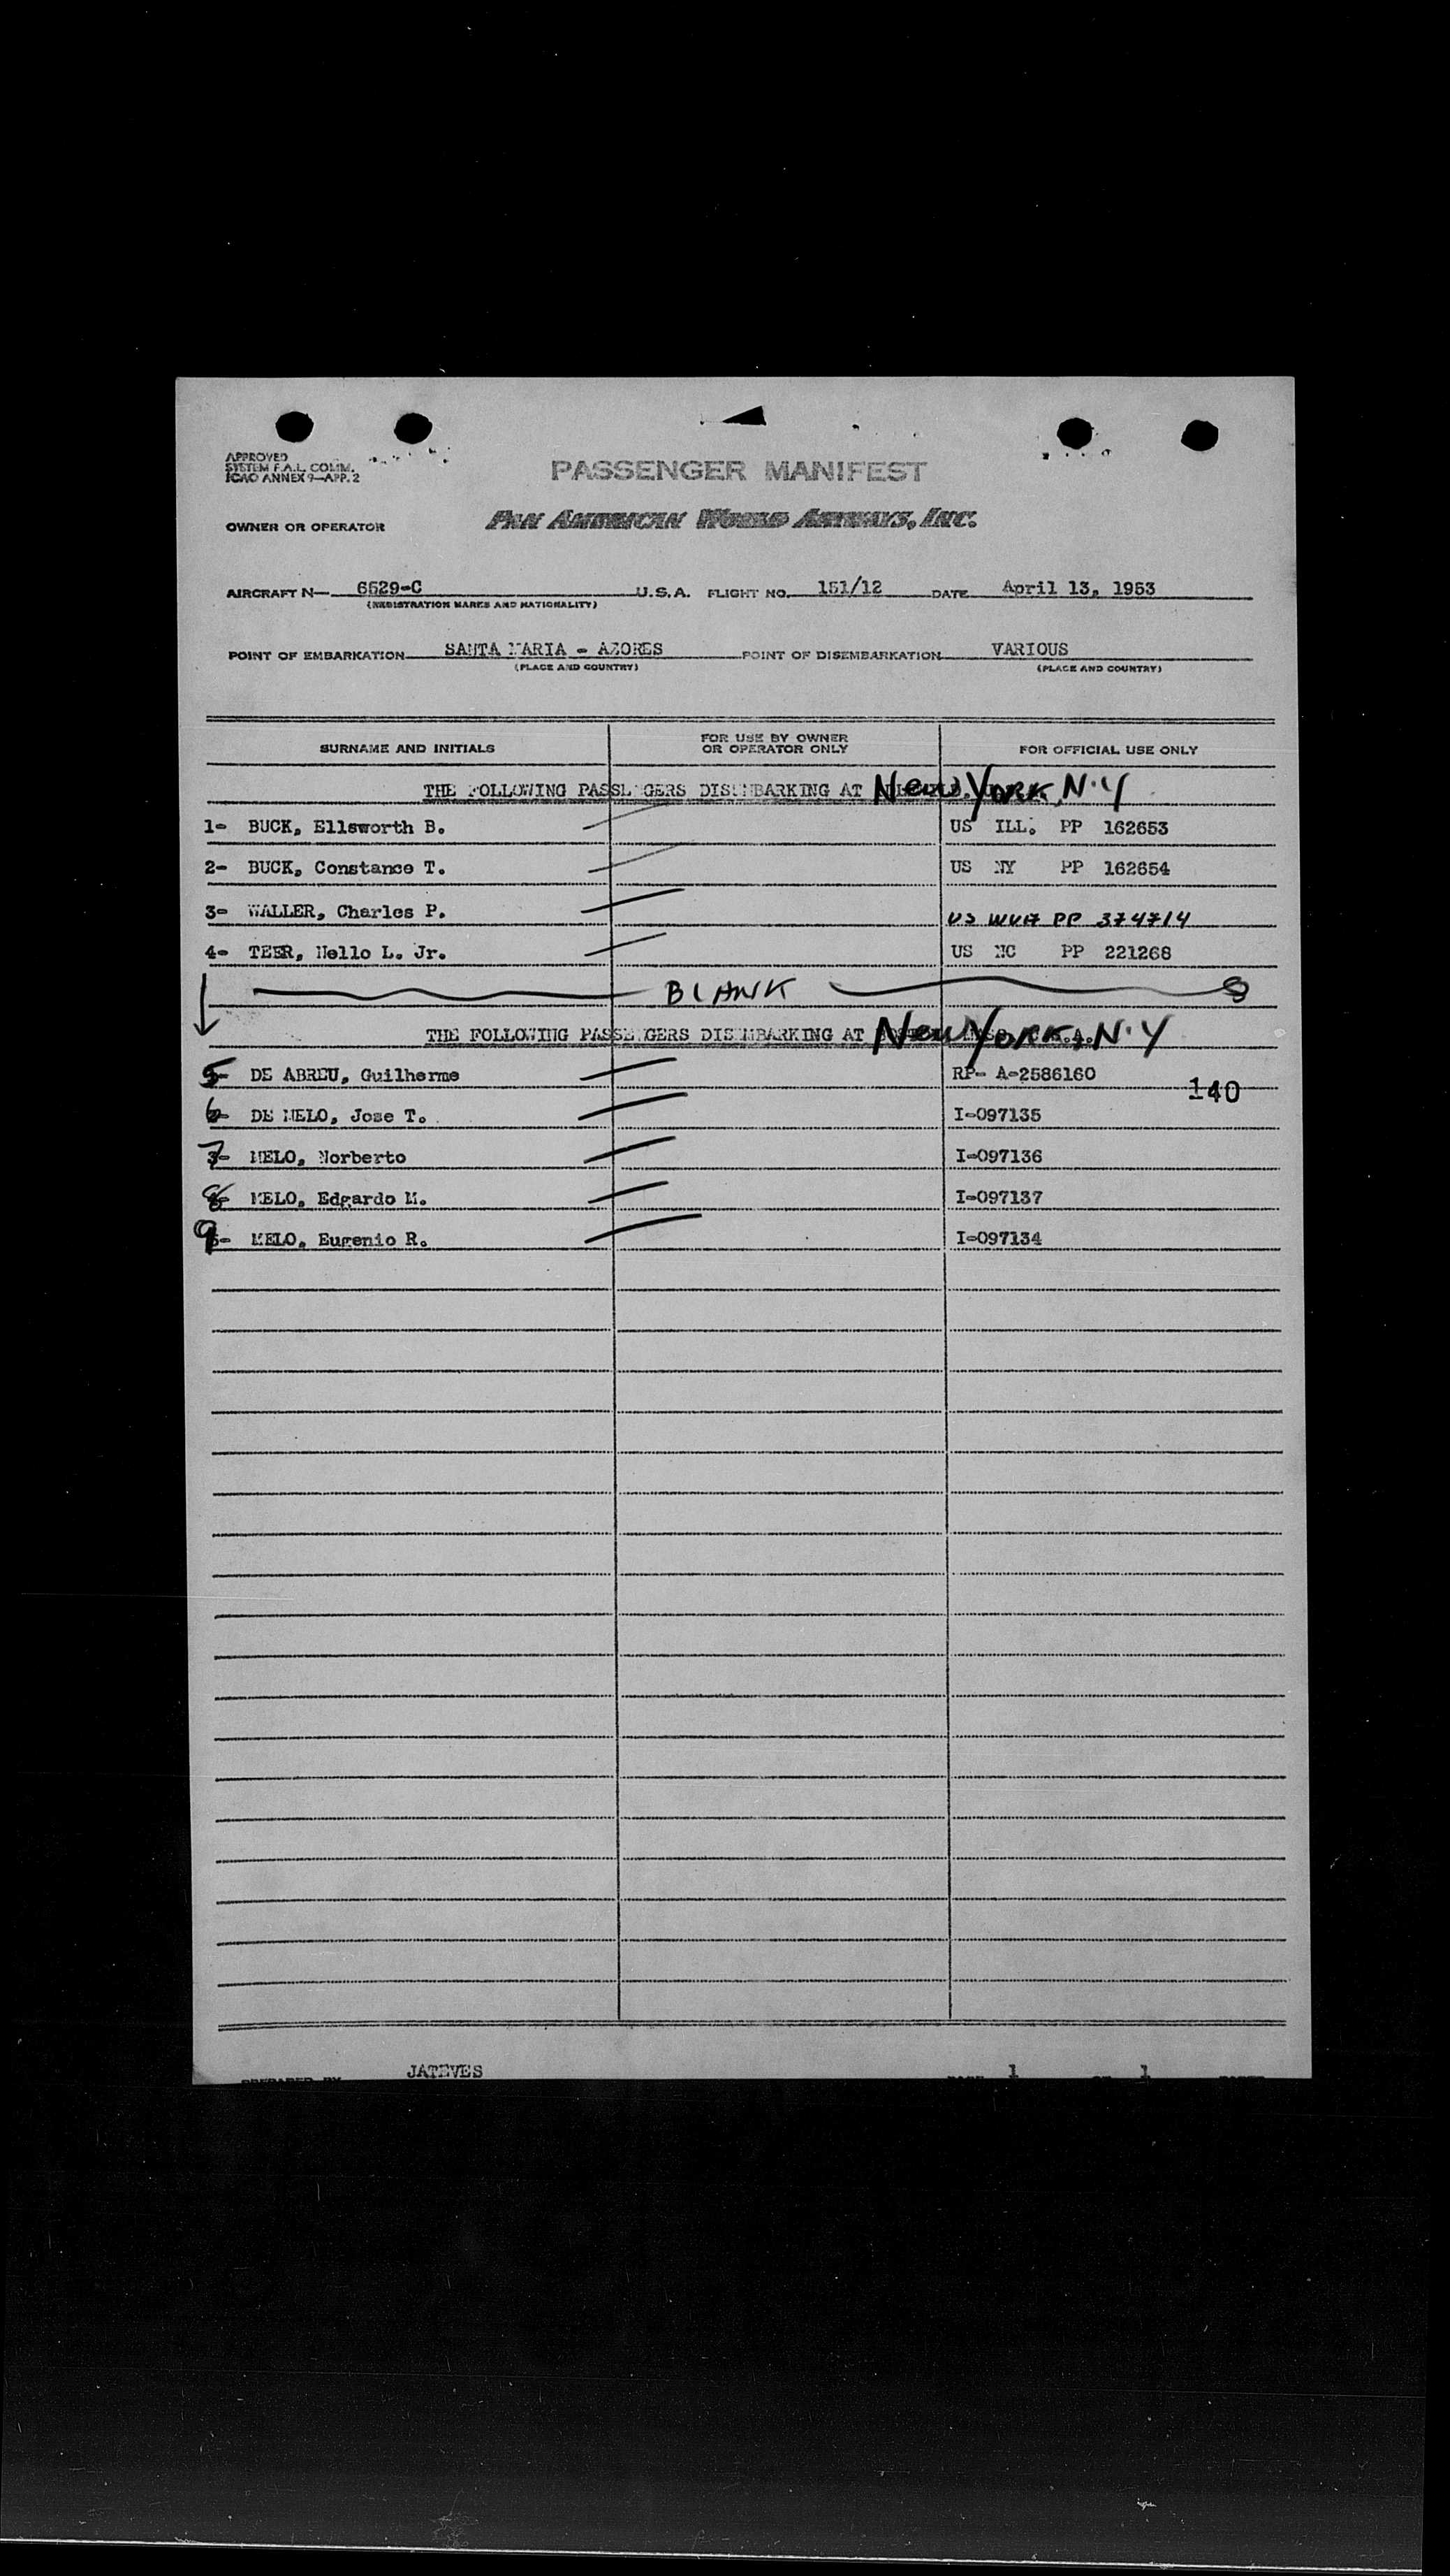 APPROVED
SYSTEM F.A.L. COMM.
ICAO ANNEX 9—APP. 2
PASSENGER MANIFEST
OWNER OR OPERATOR PAN AMERICAN WORLD AIRWAYS, INC.
AIRCRAFT N— 6529-C U.S.A. FLIGHT NO. 151/12 DATE April 13, 1953
(REGISTRATION MARKS AND NATIONALITY)
POINT OF EMBARKATION SANTA MARIA - AZORES POINT OF DISEMBARKATION VARIOUS
(PLACE AND COUNTRY) (PLACE AND COUNTRY)
SURNAME AND INITIALS FOR USE BY OWNER OR OPERATOR ONLY FOR OFFICIAL USE ONLY
THE FOLLOWING PASSENGERS DISEMBARKING AT New York, N.Y
1- BUCK, Ellsworth B. US ILL. PP 162653
2- BUCK, Constance T. US NY PP 162654
3- WALLER, Charles P. US WVA PP 374714
4- TEER, Nello L. Jr. US NC PP 221268
BLANK
THE FOLLOWING PASSENGERS DISEMBARKING AT New York, N.Y
5 DE ABREU, Guilherme RP- A-2586160
140
6 DE MELO, Jose T. I-097135
7 MELO, Norberto I-097136
8 MELO, Edgardo M. I-097137
9 MELO, Eugenio R. I-097134
PREPARED BY JATEVES PAGE 1 OF 1 PAGES